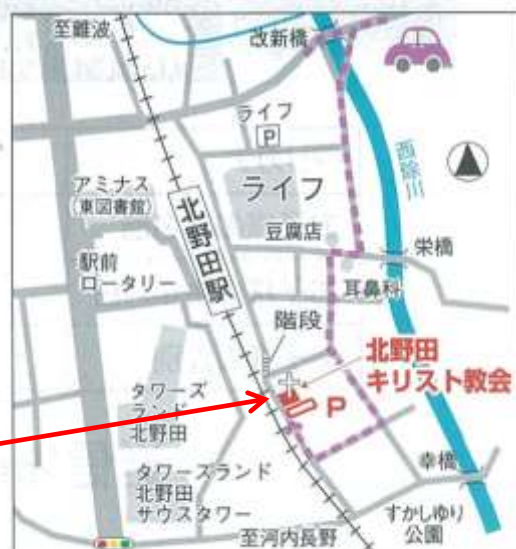 至難波
改新橋
ライフ
P
ライフ
西除川
アミナス
(東図書館)
北野田駅
豆腐店
栄橋
駅前
ロータリー
耳鼻科
階段
北野田
キリスト教会
P
タワーズ
ランド
北野田
タワーズランド
北野田
サウスタワー
幸橋
すかしゆり
公園
至河内長野